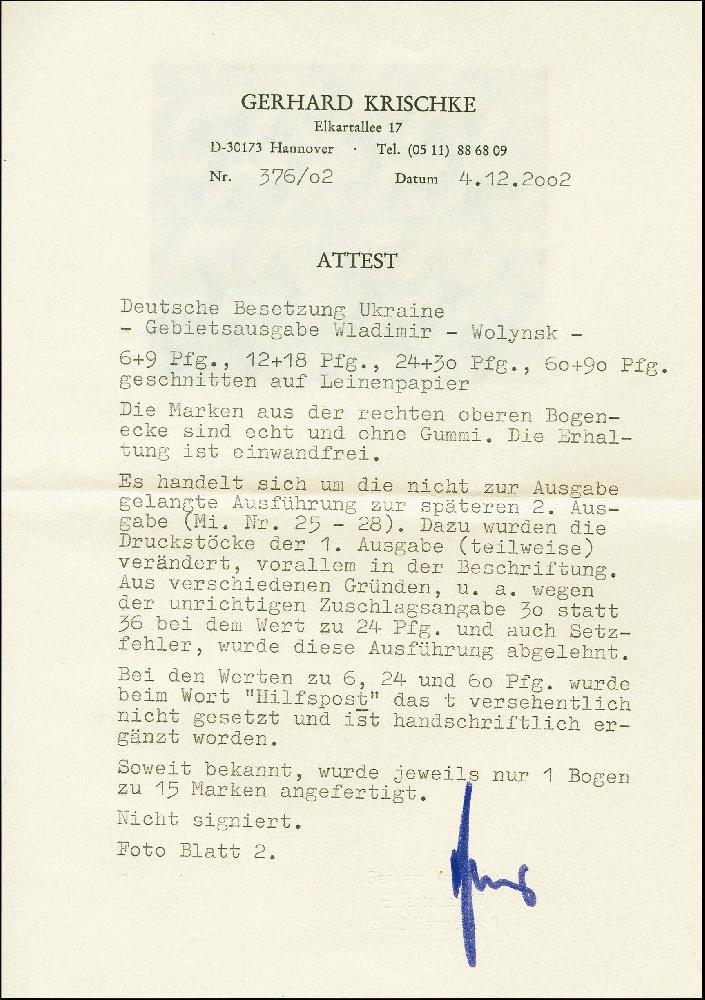 GERHARD KRISCHKE
Elkartallee 17
D-30173 Hannover · Tel. (05 11) 88 68 09
Nr. 376/02 Datum 4.12.2002
ATTEST
Deutsche Besetzung Ukraine
- Gebietsausgabe Wladimir - Wolynsk -
6+9 Pfg., 12+18 Pfg., 24+30 Pfg., 60+90 Pfg.
geschnitten auf Leinenpapier
Die Marken aus der rechten oberen Bogen-
ecke sind echt und ohne Gummi. Die Erhal-
tung ist einwandfrei.
Es handelt sich um die nicht zur Ausgabe
gelangte Ausführung zur späteren 2. Aus-
gabe (Mi. Nr. 25 - 28). Dazu wurden die
Druckstöcke der 1. Ausgabe (teilweise)
verändert, vorallem in der Beschriftung.
Aus verschiedenen Gründen, u. a. wegen
der unrichtigen Zuschlagsangabe 30 statt
36 bei dem Wert zu 24 Pfg. und auch Setz-
fehler, wurde diese Ausführung abgelehnt.
Bei den Werten zu 6, 24 und 60 Pfg. wurde
beim Wort "Hilfspost" das t versehentlich
nicht gesetzt und ist handschriftlich er-
gänzt worden.
Soweit bekannt, wurde jeweils nur 1 Bogen
zu 15 Marken angefertigt.
Nicht signiert.
Foto Blatt 2.